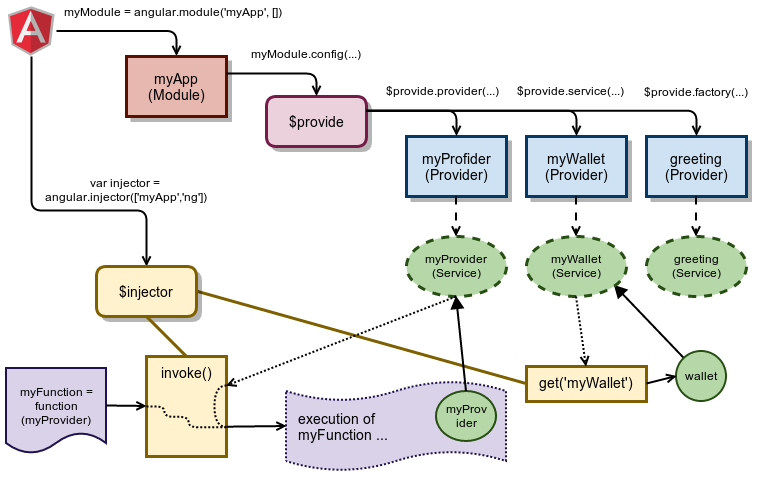 myModule = angular.module('myApp', [])
myModule.config(...)
myApp
(Module)
$provide.provider(...)
$provide.service(...)
$provide.factory(...)
$provide
myProfider
(Provider)
myWallet
(Provider)
greeting
(Provider)
var injector =
angular.injector(['myApp','ng'])
myProvider
(Service)
myWallet
(Service)
greeting
(Service)
$injector
invoke()
get('myWallet')
wallet
myFunction =
function
(myProvider)
execution of
myFunction ...
myProv
ider
A